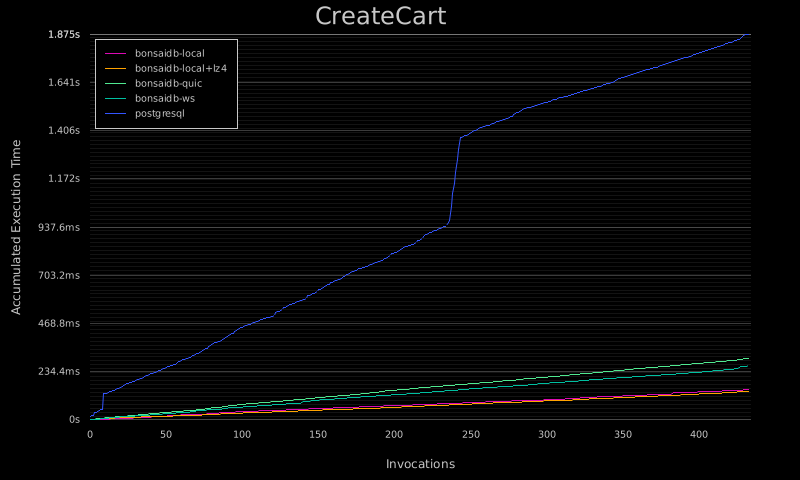 CreateCart
1.875s
1.641s
1.406s
1.172s
937.6ms
703.2ms
468.8ms
234.4ms
0s
Accumulated Execution Time
bonsaidb-local
bonsaidb-local+lz4
bonsaidb-quic
bonsaidb-ws
postgresql
0 50 100 150 200 250 300 350 400
Invocations